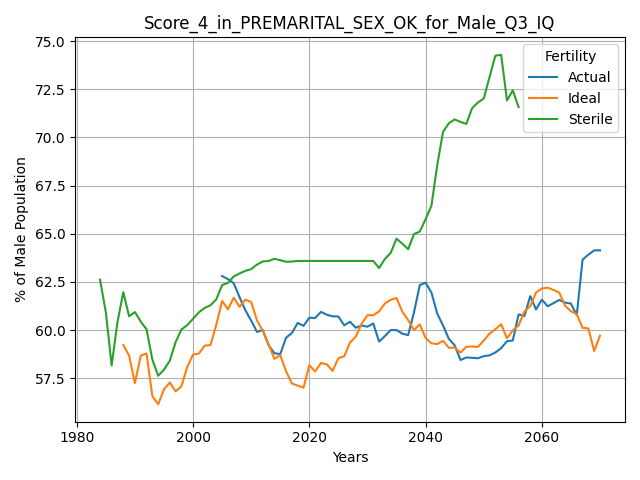 Score_4_in_PREMARITAL_SEX_OK_for_Male_Q3_IQ
% of Male Population
75.0
72.5
70.0
67.5
65.0
62.5
60.0
57.5
Fertility
Actual
Ideal
Sterile
1980 2000 2020 2040 2060
Years